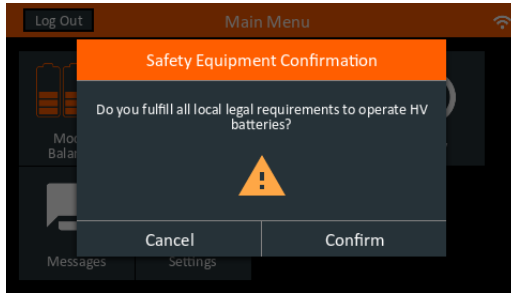 Log Out
Main Menu
Safety Equipment Confirmation
Do you fulfill all local legal requirements to operate HV
batteries?
Cancel
Confirm
Messages
Settings